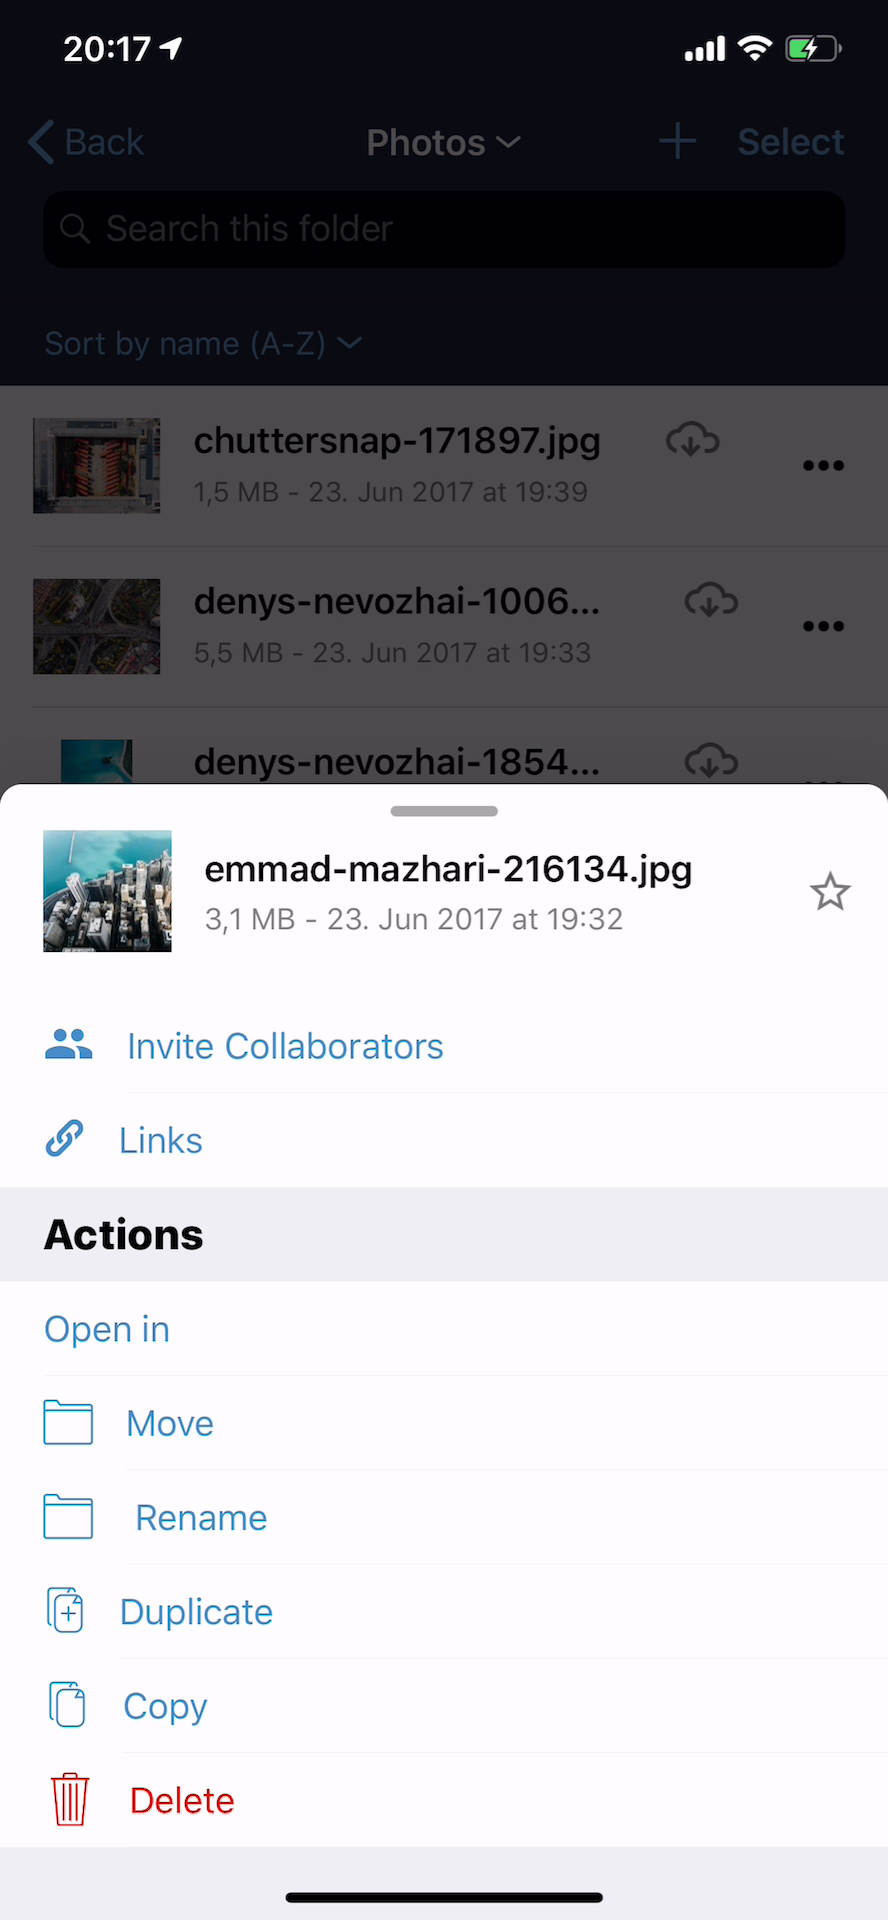 20:17
Back
Photos
Select
Search this folder
Sort by name (A-Z)
chuttersnap-171897.jpg
1,5 MB - 23. Jun 2017 at 19:39
denys-nevozhai-1006...
5,5 MB - 23. Jun 2017 at 19:33
denys-nevozhai-1854...
emmad-mazhari-216134.jpg
3,1 MB - 23. Jun 2017 at 19:32
Invite Collaborators
Links
Actions
Open in
Move
Rename
Duplicate
Copy
Delete